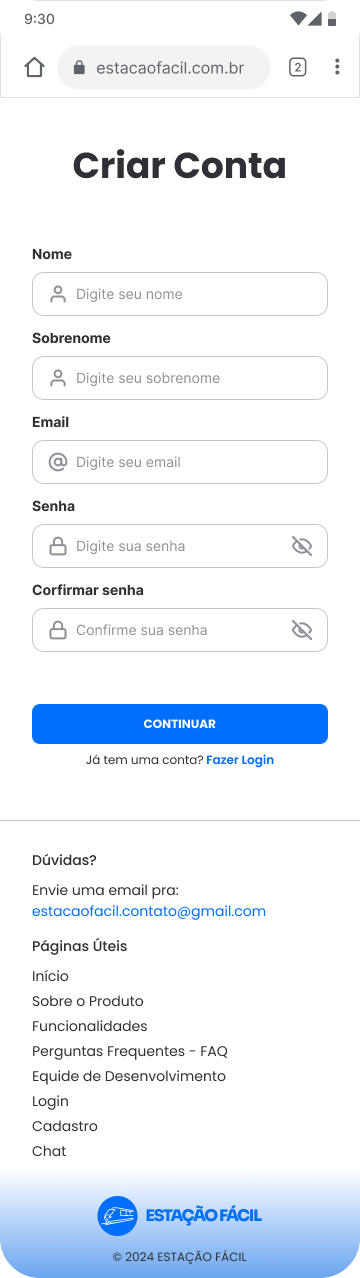 9:30
estacaofacil.com.br
2
Criar Conta
Nome
Digite seu nome
Sobrenome
Digite seu sobrenome
Email
Digite seu email
Senha
Digite sua senha
Corfirmar senha
Confirme sua senha
CONTINUAR
Já tem uma conta? Fazer Login
Dúvidas?
Envie uma email pra:
estacaofacil.contato@gmail.com
Páginas Úteis
Início
Sobre o Produto
Funcionalidades
Perguntas Frequentes - FAQ
Equide de Desenvolvimento
Login
Cadastro
Chat
ESTAÇÃO FÁCIL
© 2024 ESTAÇÃO FÁCIL